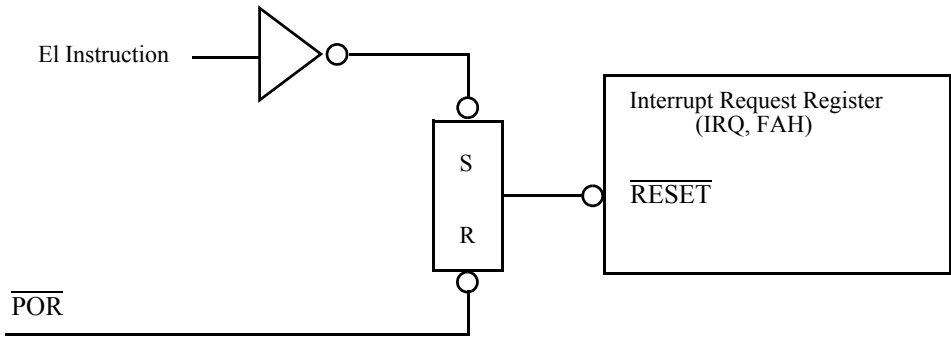 El Instruction
Interrupt Request Register
(IRQ, FAH)
S
RESET
R
POR